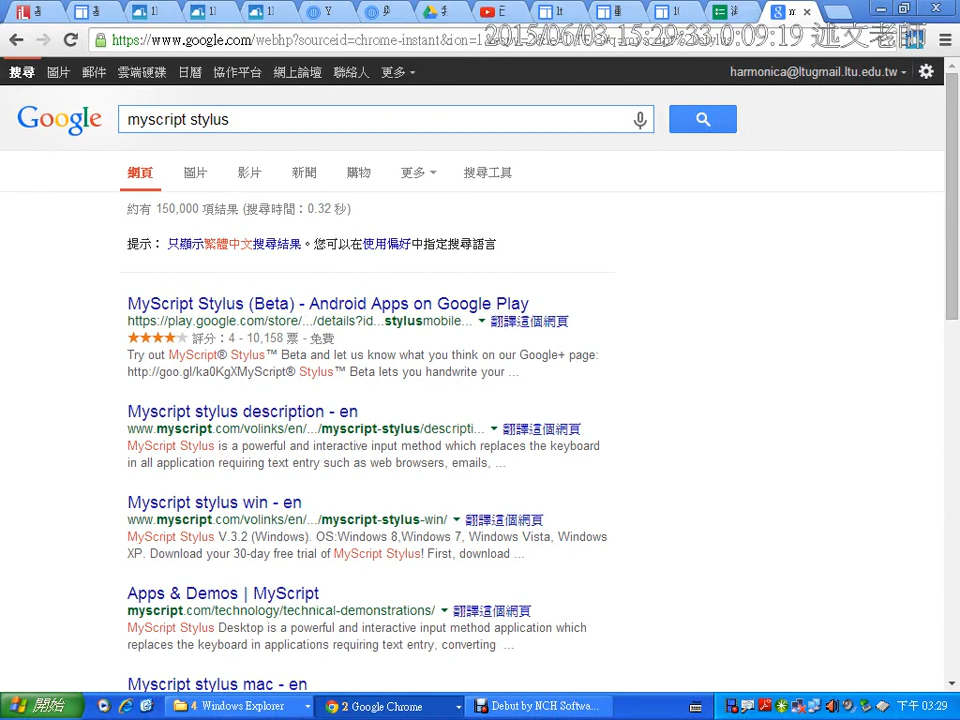 https://www.google.com/webhp?sourceid=chrome-instant&ion=1
2015/06/03 15:29:33 0:09:19 述文老師
搜尋 圖片 郵件 雲端硬碟 日曆 協作平台 網上論壇 聯絡人 更多
harmonica@ltugmail.ltu.edu.tw
Google
myscript stylus
網頁 圖片 影片 新聞 購物 更多 搜尋工具
約有 150,000 項結果 (搜尋時間：0.32 秒)
提示： 只顯示繁體中文搜尋結果。您可以在使用偏好中指定搜尋語言
MyScript Stylus (Beta) - Android Apps on Google Play
https://play.google.com/store/.../details?id...stylusmobile... 翻譯這個網頁
評分：4 - 10,158 票 - 免費
Try out MyScript® Stylus™ Beta and let us know what you think on our Google+ page:
http://goo.gl/ka0KgXMyScript® Stylus™ Beta lets you handwrite your ...
Myscript stylus description - en
www.myscript.com/volinks/en/.../myscript-stylus/descripti... 翻譯這個網頁
MyScript Stylus is a powerful and interactive input method which replaces the keyboard
in all application requiring text entry such as web browsers, emails, ...
Myscript stylus win - en
www.myscript.com/volinks/en/.../myscript-stylus-win/ 翻譯這個網頁
MyScript Stylus V.3.2 (Windows). OS:Windows 8,Windows 7, Windows Vista, Windows
XP. Download your 30-day free trial of MyScript Stylus! First, download ...
Apps & Demos | MyScript
myscript.com/technology/technical-demonstrations/ 翻譯這個網頁
MyScript Stylus Desktop is a powerful and interactive input method application which
replaces the keyboard in applications requiring text entry, converting ...
Myscript stylus mac - en
開始
4 Windows Explorer
2 Google Chrome
Debut by NCH Softwa...
下午 03:29